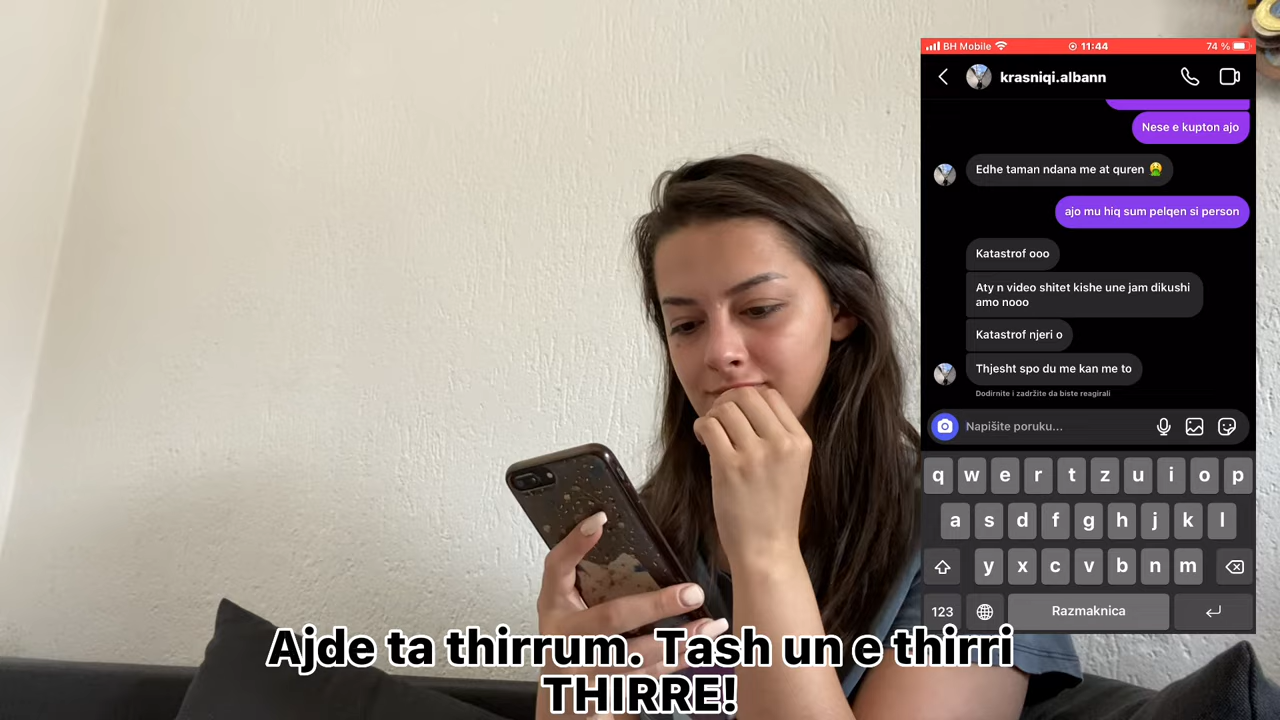 BH Mobile
11:44
74 %
krasniqi.albann
Nese e kupton ajo
Edhe taman ndana me at quren 🤮
ajo mu hiq sum pelqen si person
Katastrof ooo
Aty n video shitet kishe une jam dikushi
amo nooo
Katastrof njeri o
Thjesht spo du me kan me to
Dodirnite i zadržite da biste reagirali
Napišite poruku...
q w e r t z u i o p
a s d f g h j k l
y x c v b n m
123
Razmaknica
Ajde ta thirrum. Tash un e thirri
THIRRE!